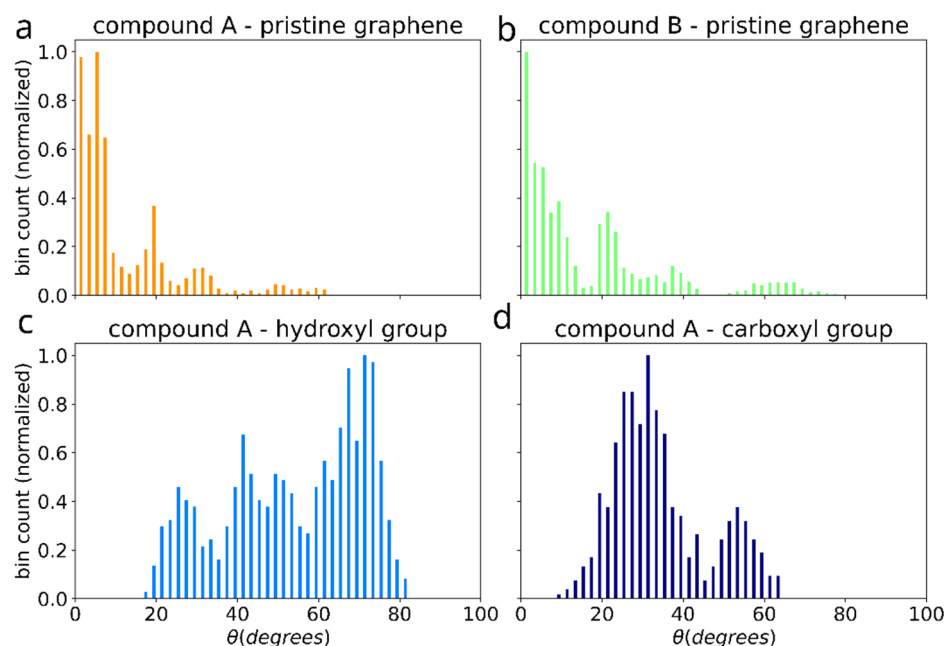 a compound A - pristine graphene
b compound B - pristine graphene
bin count (normalized)
1.0
0.8
0.6
0.4
0.2
0.0
c compound A - hydroxyl group
d compound A - carboxyl group
bin count (normalized)
1.0
0.8
0.6
0.4
0.2
0.0
0 20 40 60 80 100
0 20 40 60 80 100
θ(degrees)
θ(degrees)